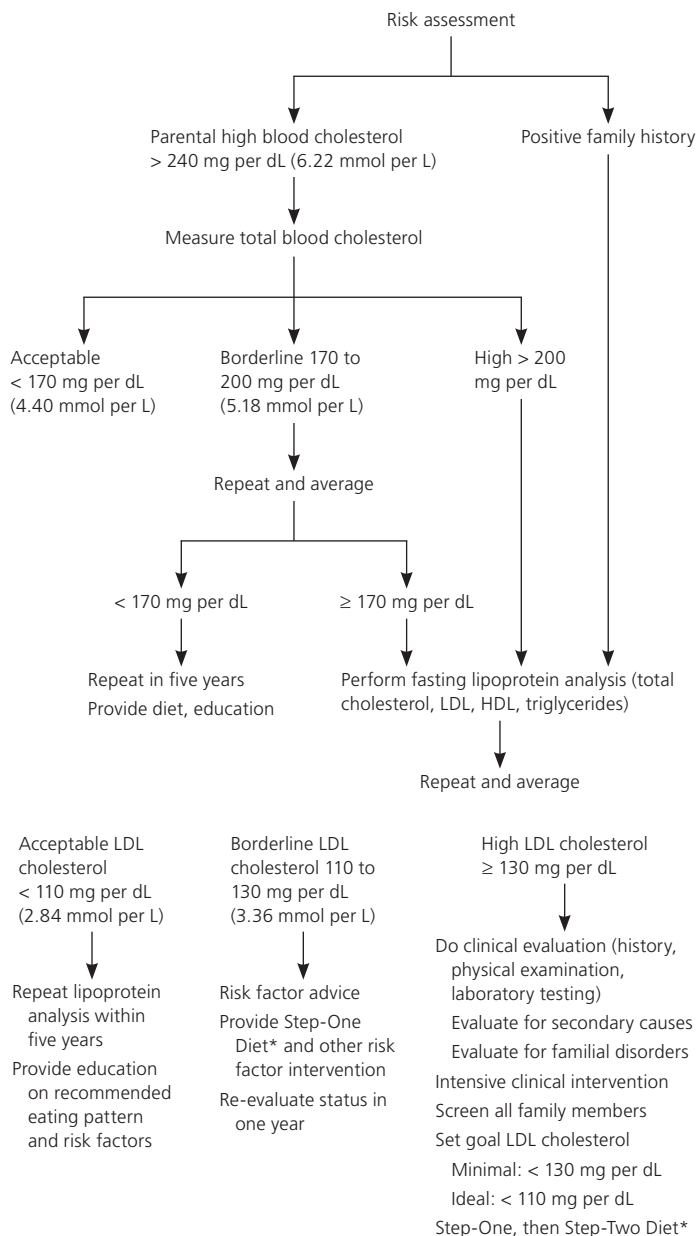 Risk assessment
Parental high blood cholesterol
> 240 mg per dL (6.22 mmol per L)
Positive family history
Measure total blood cholesterol
Acceptable
< 170 mg per dL
(4.40 mmol per L)
Borderline 170 to
200 mg per dL
(5.18 mmol per L)
High > 200
mg per dL
Repeat and average
< 170 mg per dL
≥ 170 mg per dL
Repeat in five years
Provide diet, education
Perform fasting lipoprotein analysis (total
cholesterol, LDL, HDL, triglycerides)
Repeat and average
Acceptable LDL
cholesterol
< 110 mg per dL
(2.84 mmol per L)
Borderline LDL
cholesterol 110 to
130 mg per dL
(3.36 mmol per L)
High LDL cholesterol
≥ 130 mg per dL
Repeat lipoprotein
analysis within
five years
Provide education
on recommended
eating pattern
and risk factors
Risk factor advice
Provide Step-One
Diet* and other risk
factor intervention
Re-evaluate status in
one year
Do clinical evaluation (history,
physical examination,
laboratory testing)
Evaluate for secondary causes
Evaluate for familial disorders
Intensive clinical intervention
Screen all family members
Set goal LDL cholesterol
Minimal: < 130 mg per dL
Ideal: < 110 mg per dL
Step-One, then Step-Two Diet*